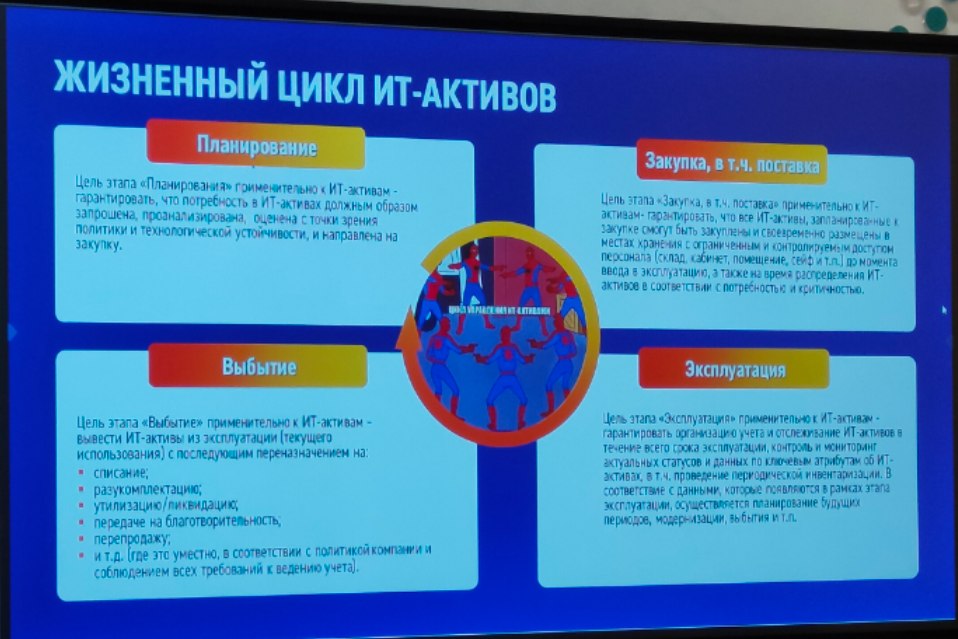 ЖИЗНЕННЫЙ ЦИКЛ ИТ-АКТИВОВ
Планирование
Цель этапа «Планирования» применительно к ИТ-активам -
гарантировать, что потребность в ИТ-активах должным образом
запрошена, проанализирована, оценена с точки зрения
политики и технологической устойчивости, и направлена на
закупку.
Закупка, в т.ч. поставка
Цель этапа «Закупка, в т.ч. поставка» применительно к ИТ-
активам- гарантировать, что все ИТ-активы, запланированные к
закупке смогут быть закуплены и своевременно размещены в
местах хранения с ограниченным и контролируемым доступом
персонала (склад, кабинет, помещение, сейф и т.п.) до момента
ввода в эксплуатацию, а также на время распределения ИТ-
активов в соответствии с потребностью и критичностью.
ЦИКЛ УПРАВЛЕНИЯ ИТ-АКТИВАМИ
Выбытие
Цель этапа «Выбытие» применительно к ИТ-активам -
вывести ИТ-активы из эксплуатации (текущего
использования) с последующим переназначением на:
списание;
разукомплектацию;
утилизацию/ликвидацию;
передаче на благотворительность;
перепродажу;
и т.д. (где это уместно, в соответствии с политикой компании и
соблюдением всех требований к ведению учета).
Эксплуатация
Цель этапа «Эксплуатация» применительно к ИТ-активам -
гарантировать организацию учета и отслеживание ИТ-активов в
течение всего срока эксплуатации, контроль и мониторинг
актуальных статусов и данных по ключевым атрибутам об ИТ-
активах, в т.ч. проведение периодической инвентаризации. В
соответствие с данными, которые появляются в рамках этапа
эксплуатации, осуществляется планирование будущих
периодов, модернизации, выбытия и т.п.